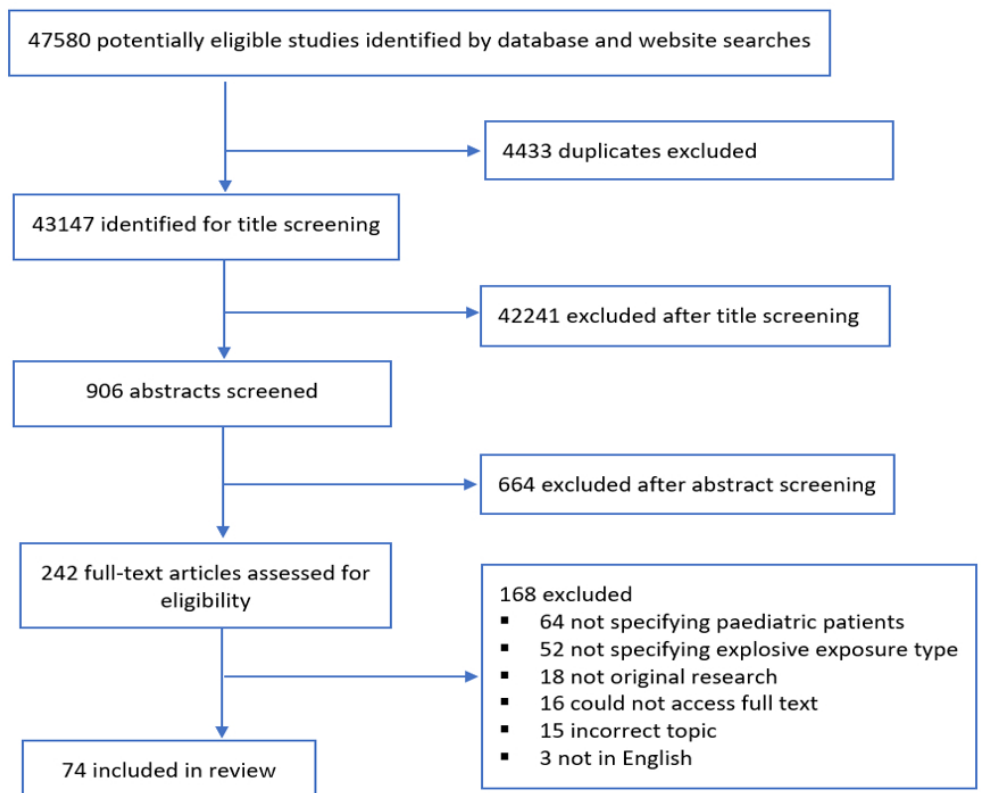 47580 potentially eligible studies identified by database and website searches
4433 duplicates excluded
43147 identified for title screening
42241 excluded after title screening
906 abstracts screened
664 excluded after abstract screening
242 full-text articles assessed for
eligibility
168 excluded
▪ 64 not specifying paediatric patients
▪ 52 not specifying explosive exposure type
▪ 18 not original research
▪ 16 could not access full text
▪ 15 incorrect topic
▪ 3 not in English
74 included in review